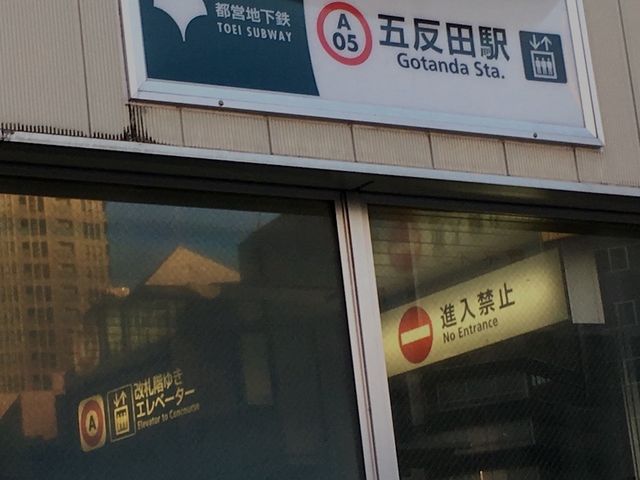 都営地下鉄
TOEI SUBWAY
A
05
五反田駅
Gotanda Sta.
進入禁止
No Entrance
A
改札階ゆき
エレベーター
Elevator to Concourse